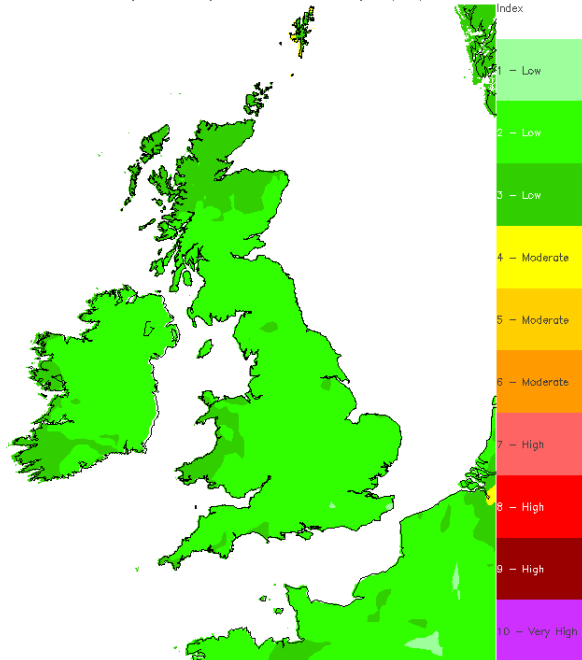 Index
1 - Low
2 - Low
3 - Low
4 - Moderate
5 - Moderate
6 - Moderate
7 - High
8 - High
9 - High
10 - Very High